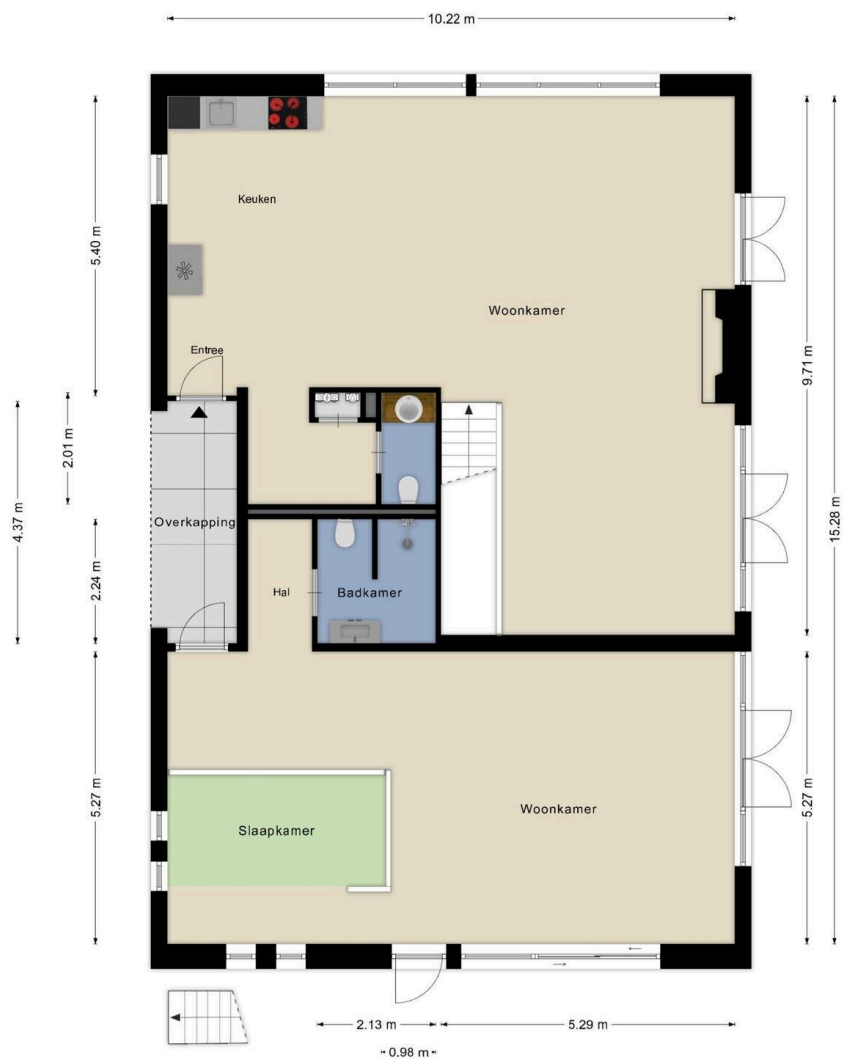 10.22 m
Keuken
5.40 m
Woonkamer
Entree
9.71 m
2.01 m
15.28 m
4.37 m
Overkapping
2.24 m
Hal
Badkamer
5.27 m
Woonkamer
5.27 m
Slaapkamer
2.13 m
5.29 m
0.98 m